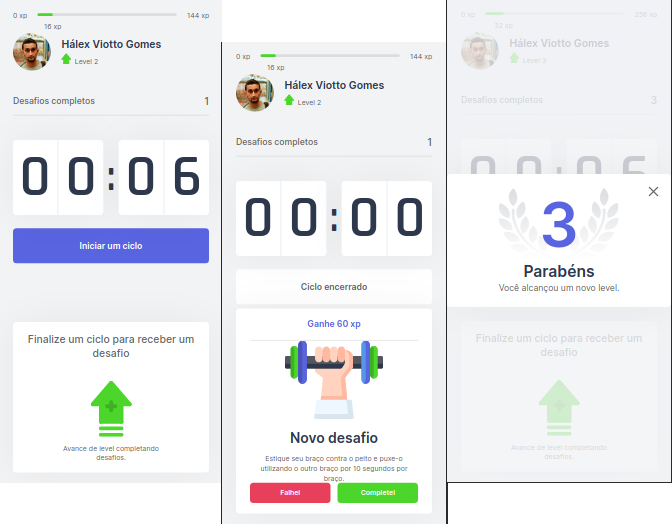 0 xp
144 xp
16 xp
Hálex Viotto Gomes
Level 2
Desafios completos
1
00:06
Iniciar um ciclo
Finalize um ciclo para receber um
desafio
Avance de level completando
desafios.
0 xp
144 xp
16 xp
Hálex Viotto Gomes
Level 2
Desafios completos
1
00:00
Ciclo encerrado
Ganhe 60 xp
Novo desafio
Estique seu braço contra o peito e puxe-o
utilizando o outro braço por 10 segundos por
braço.
Falhei
Completei
0 xp
256 xp
32 xp
Hálex Viotto Gomes
Level 3
Desafios completos
3
00:06
3
Parabéns
Você alcançou um novo level.
Finalize um ciclo para receber um
desafio
Avance de level completando
desafios.